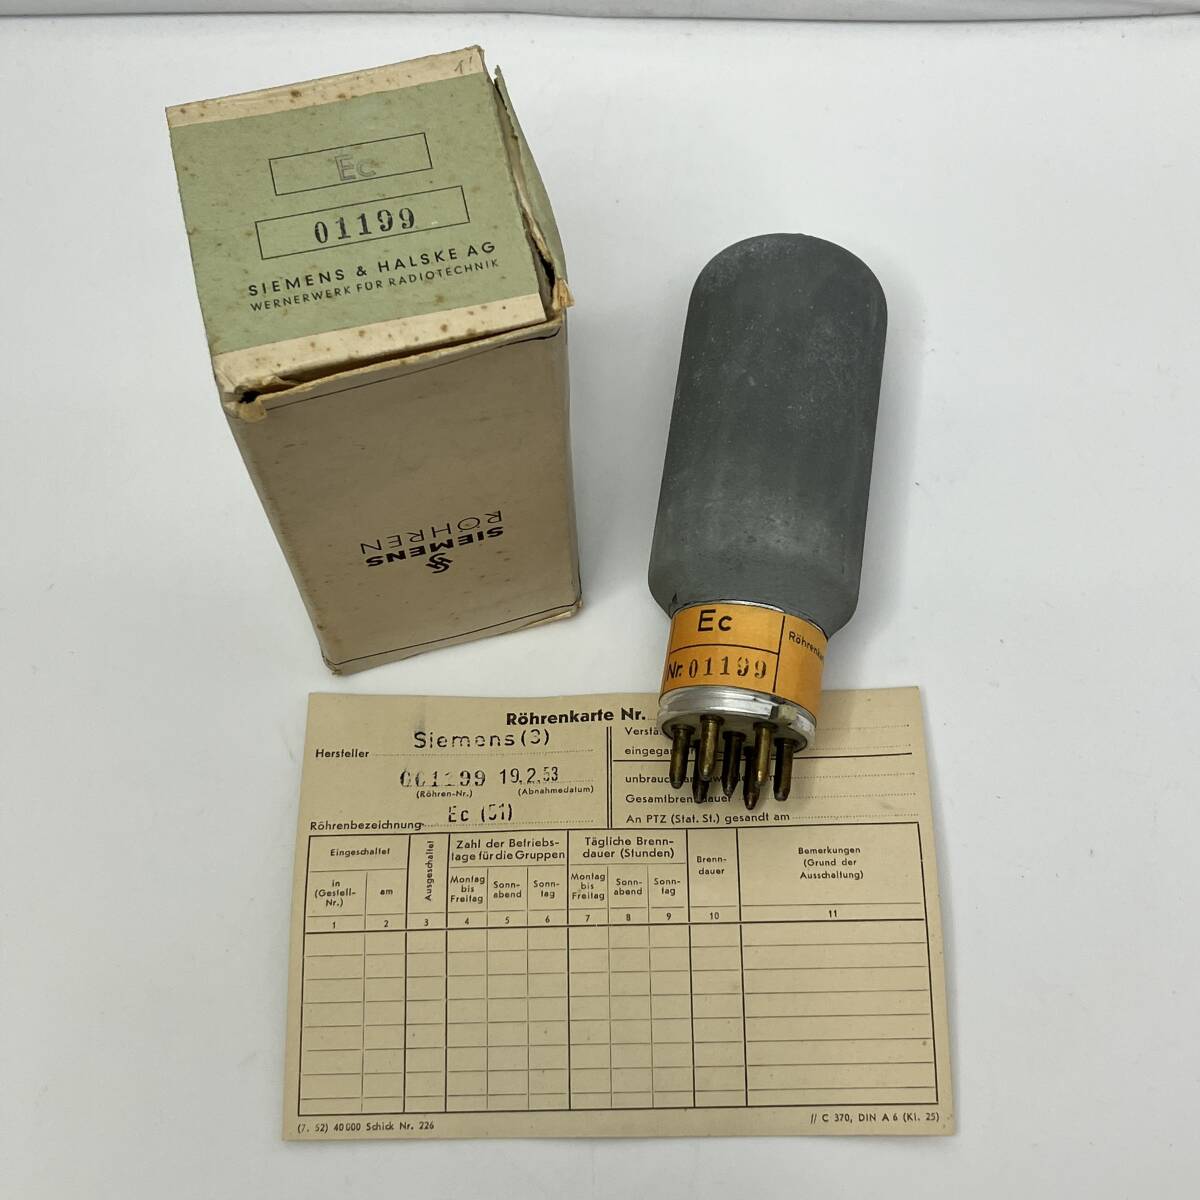 Ec
01199
SIEMENS & HALSKE AG
WERNERWERK FÜR RADIOTECHNIK
SIEMENS
RÖHREN
Ec
Nr. 01199
Röhrenkart
Röhrenkarte Nr.
Hersteller Siemens (3)
001199 19.2.53
(Röhren-Nr.) (Abnahmedatum)
Röhrenbezeichnung Ec (51)
Verstä
eingegan
unbrauc
Gesamtbrenndauer
An PTZ (Stat. St.) gesandt am
Eingeschaltet
in (Gestell-Nr.)
am
Ausgeschaltet
Zahl der Betriebs-
tage für die Gruppen
Montag bis Freitag
Sonn-abend
Sonn-tag
Tägliche Brenn-
dauer (Stunden)
Montag bis Freitag
Sonn-abend
Sonn-tag
Brenn-
dauer
Bemerkungen
(Grund der
Ausschaltung)
1 2 3 4 5 6 7 8 9 10 11
(7. 52) 40 000 Schick Nr. 226
// C 370, DIN A 6 (Kl. 25)